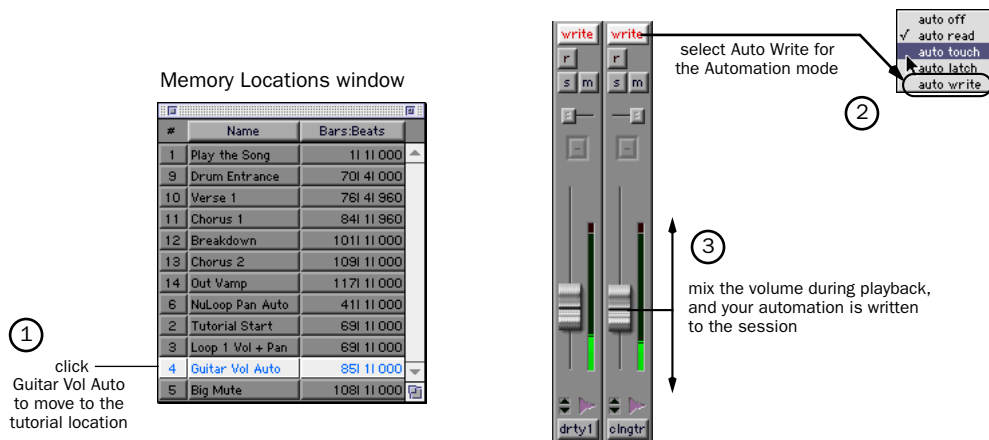 Memory Locations window
# Name Bars:Beats
1 Play the Song 1| 1| 000
9 Drum Entrance 70| 4| 000
10 Verse 1 76| 4| 960
11 Chorus 1 84| 1| 960
12 Breakdown 101| 1| 000
13 Chorus 2 109| 1| 000
14 Out Vamp 117| 1| 000
6 NuLoop Pan Auto 41| 1| 000
2 Tutorial Start 69| 1| 000
3 Loop 1 Vol + Pan 69| 1| 000
4 Guitar Vol Auto 85| 1| 000
5 Big Mute 108| 1| 000
1
click
Guitar Vol Auto
to move to the
tutorial location
write write
r r
s m s m
drty1 clngtr
select Auto Write for
the Automation mode
2
auto off
√ auto read
auto touch
auto latch
auto write
3
mix the volume during playback,
and your automation is written
to the session